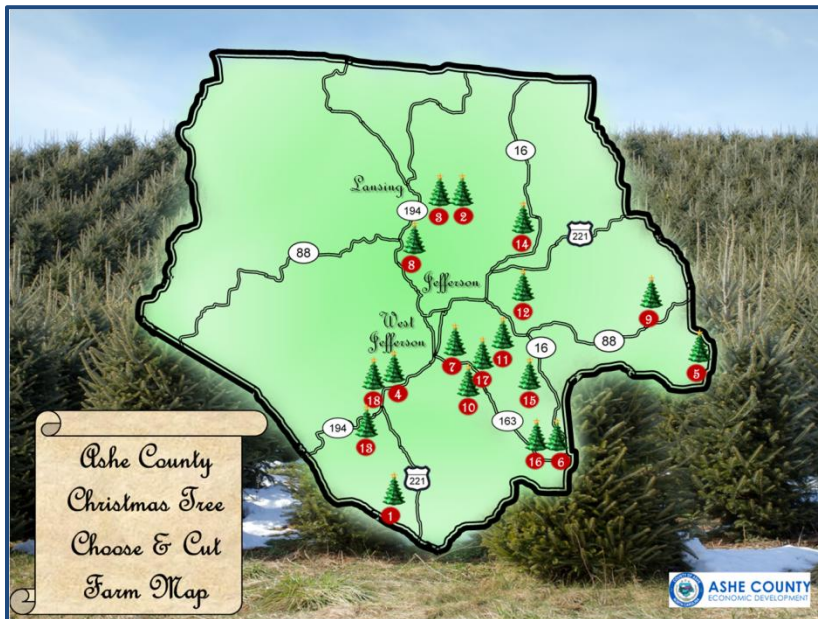 16
Lansing
194
3
2
14
221
88
8
Jefferson
12
9
West
Jefferson
16
88
11
7
17
5
18
4
10
15
194
13
163
16
6
221
1
Ashe County
Christmas Tree
Choose & Cut
Farm Map
ASHE COUNTY
ECONOMIC DEVELOPMENT